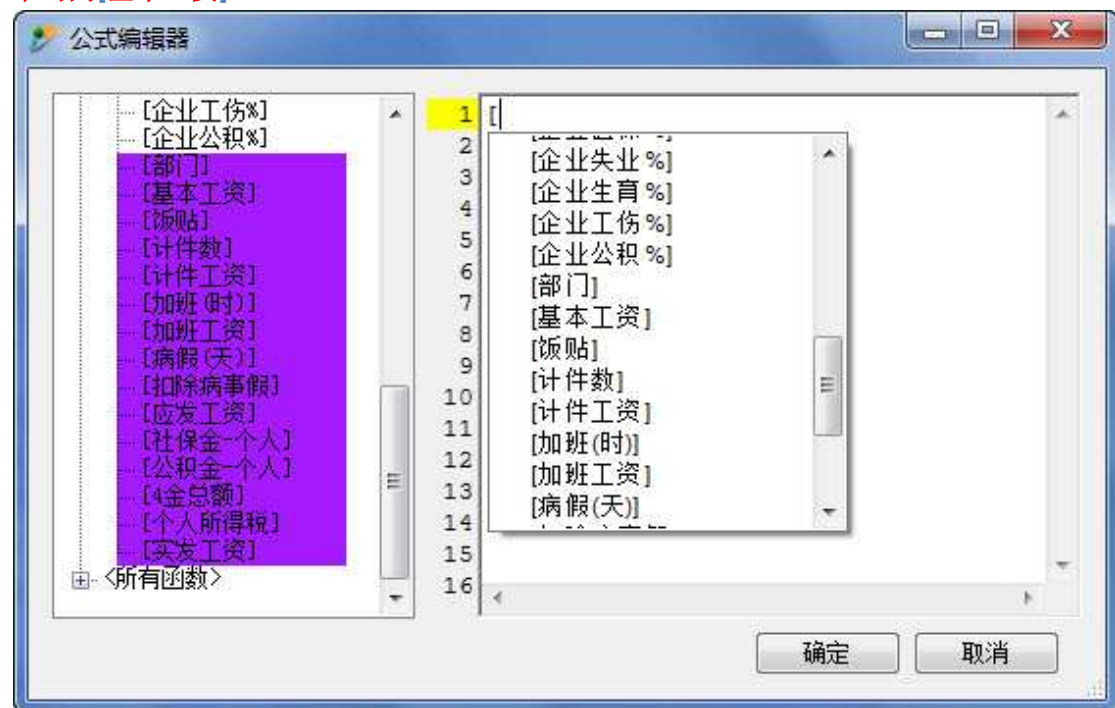 公式编辑器
[企业工伤%]
[企业公积%]
[部门]
[基本工资]
[饭贴]
[计件数]
[计件工资]
[加班(时)]
[加班工资]
[病假(天)]
[扣除病事假]
[应发工资]
[社保金-个人]
[公积金-个人]
[4金总额]
[个人所得税]
[实发工资]
<所有函数>
1 [
2
3
4
5
6
7
8
9
10
11
12
13
14
15
16
[企业失业%]
[企业生育%]
[企业工伤%]
[企业公积%]
[部门]
[基本工资]
[饭贴]
[计件数]
[计件工资]
[加班(时)]
[加班工资]
[病假(天)]
确定 取消